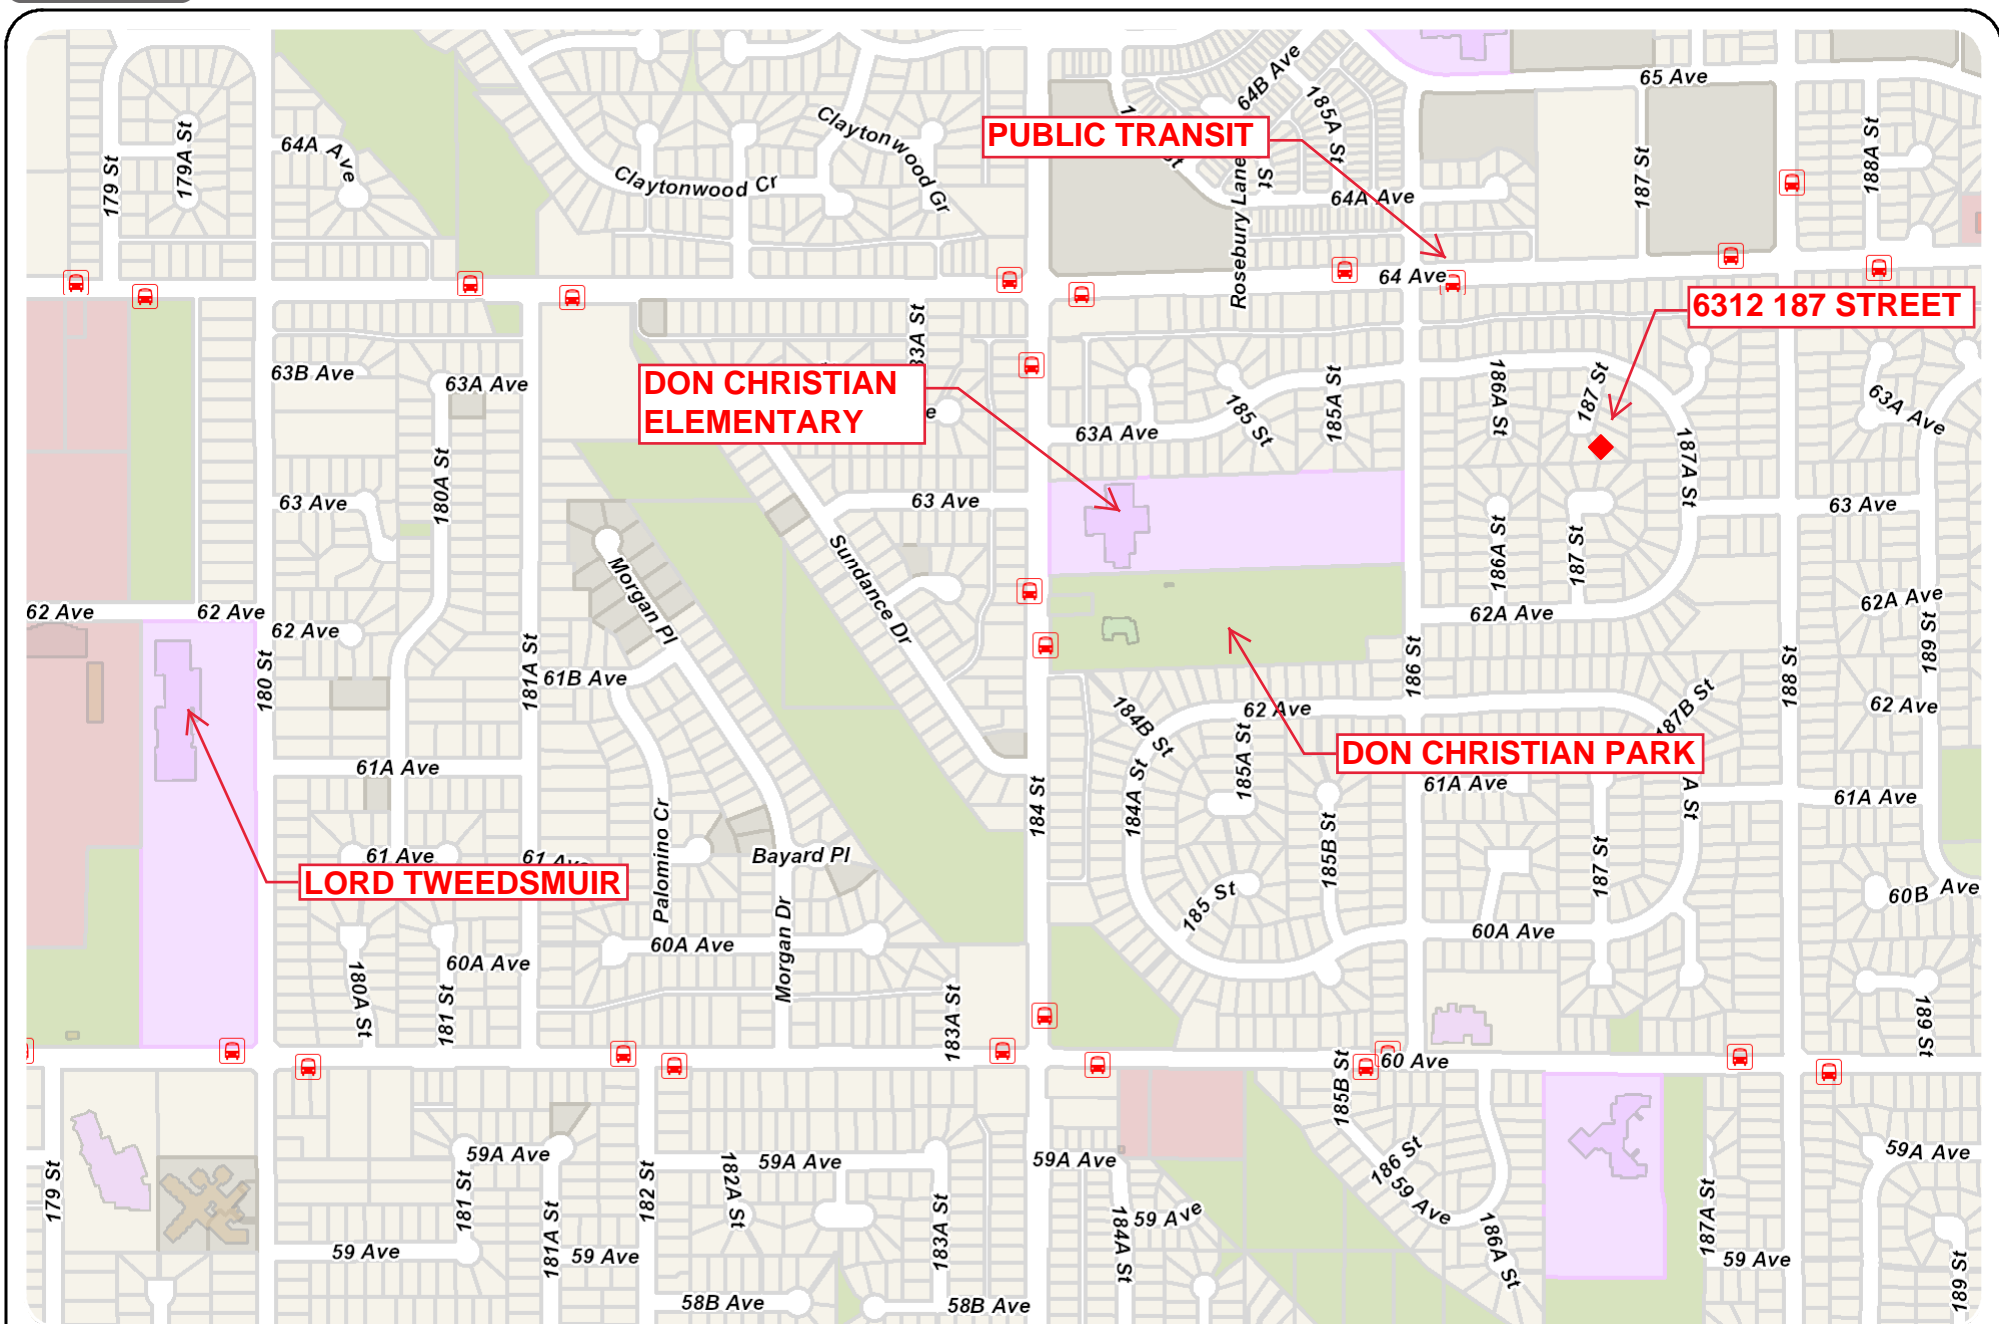 65 Ave
64B Ave
185A St
PUBLIC TRANSIT
St
St
187 St
188A St
179 St
179A St
64A Ave
Claytonwood Cr
Claytonwood Gr
Rosebury Lane
64A Ave
64 Ave
6312 187 STREET
63B Ave
63A Ave
DON CHRISTIAN
ELEMENTARY
63A Ave
185 St
185A St
186A St
187 St
187A St
63A Ave
180A St
63 Ave
63 Ave
63 Ave
Sundance Dr
Morgan Pl
186A St
187 St
62A Ave
62A Ave
189 St
62 Ave
62 Ave
62 Ave
180 St
181A St
61B Ave
186 St
188 St
184B St
62 Ave
185A St
187B St
62 Ave
DON CHRISTIAN PARK
61A Ave
184 St
184A St
61A Ave
A St
61A Ave
61 Ave
61 Ave
LORD TWEEDSMUIR
Palomino Cr
Bayard Pl
185B St
187 St
185 St
60B Ave
60A Ave
Morgan Dr
60A Ave
60A Ave
180A St
181 St
183A St
189 St
185B St
60 Ave
179 St
59A Ave
181 St
181A St
182 St
182A St
59A Ave
183A St
59A Ave
184A St
59 Ave
186 St
59 Ave
186A St
187A St
59A Ave
59 Ave
59 Ave
59 Ave
189 St
58B Ave
58B Ave